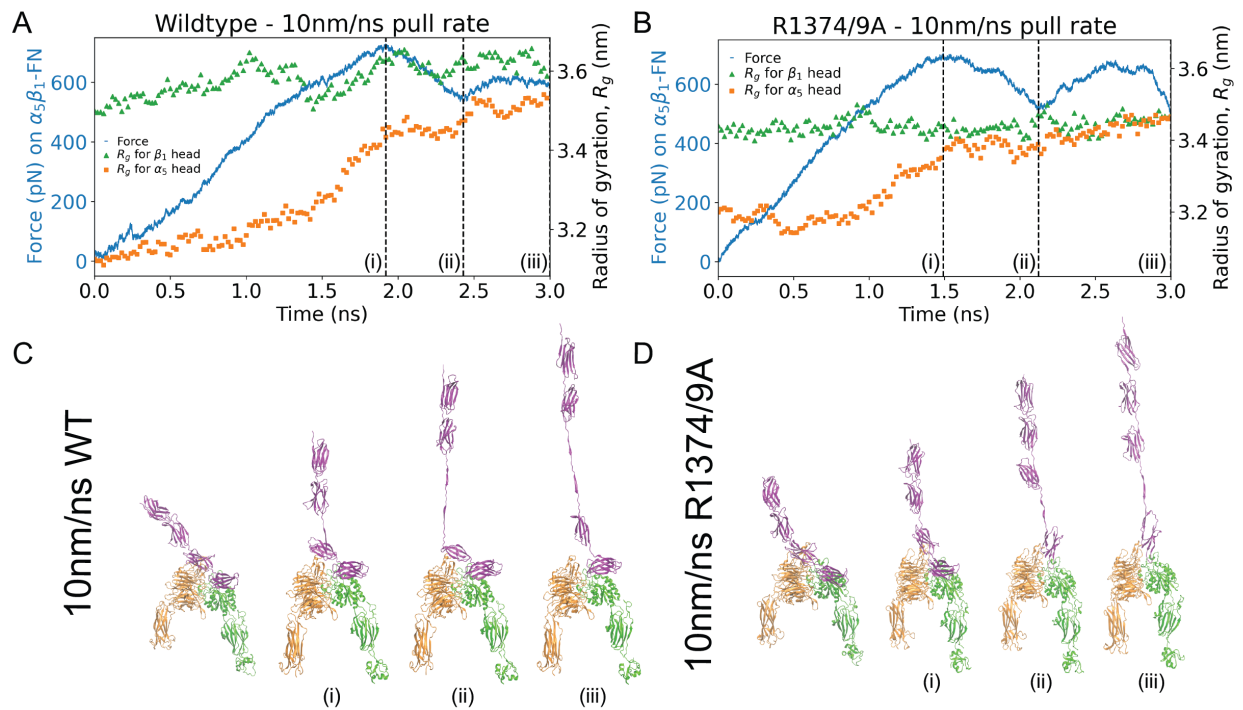 A
Wildtype - 10nm/ns pull rate
Force (pN) on α5β1-FN
600
400
200
0
Force
Rg for β1 head
Rg for α5 head
(i)
(ii)
(iii)
3.6
3.4
3.2
Radius of gyration, Rg (nm)
0.0 0.5 1.0 1.5 2.0 2.5 3.0
Time (ns)
B
R1374/9A - 10nm/ns pull rate
Force (pN) on α5β1-FN
600
400
200
0
Force
Rg for β1 head
Rg for α5 head
(i)
(ii)
(iii)
3.6
3.4
3.2
Radius of gyration, Rg (nm)
0.0 0.5 1.0 1.5 2.0 2.5 3.0
Time (ns)
C
10nm/ns WT
(i)
(ii)
(iii)
D
10nm/ns R1374/9A
(i)
(ii)
(iii)